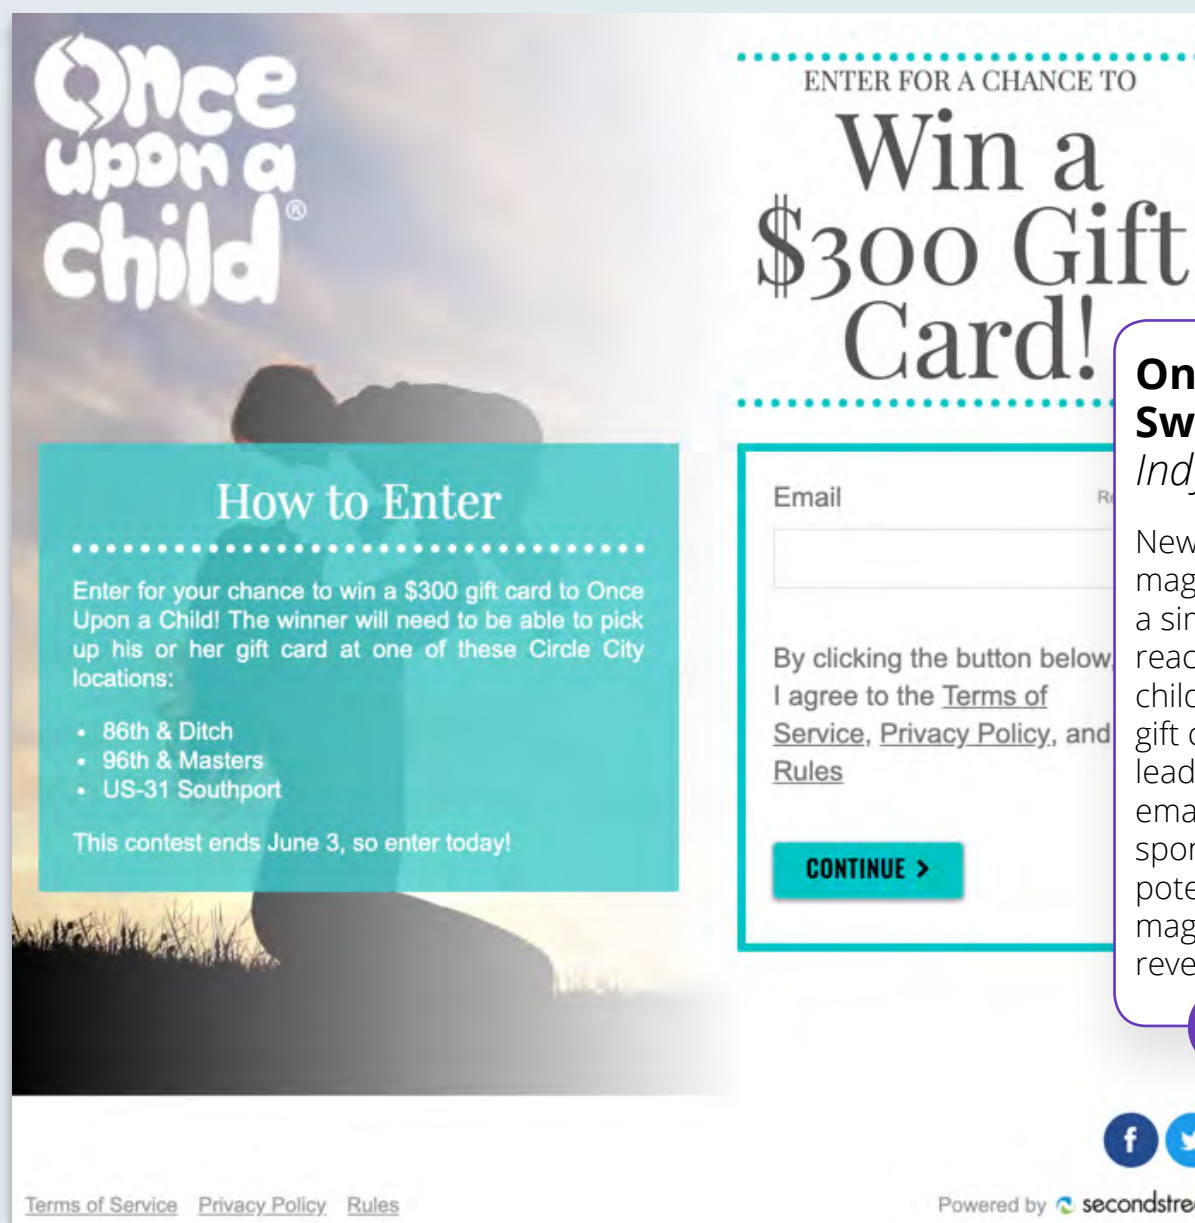 Once
upon a
child®
ENTER FOR A CHANCE TO
Win a
$300 Gift
Card!
How to Enter
Enter for your chance to win a $300 gift card to Once
Upon a Child! The winner will need to be able to pick
up his or her gift card at one of these Circle City
locations:
• 86th & Ditch
• 96th & Masters
• US-31 Southport
This contest ends June 3, so enter today!
Email
By clicking the button below,
I agree to the Terms of
Service, Privacy Policy, and
Rules
CONTINUE >
a
gift
Terms of Service Privacy Policy Rules
Powered by